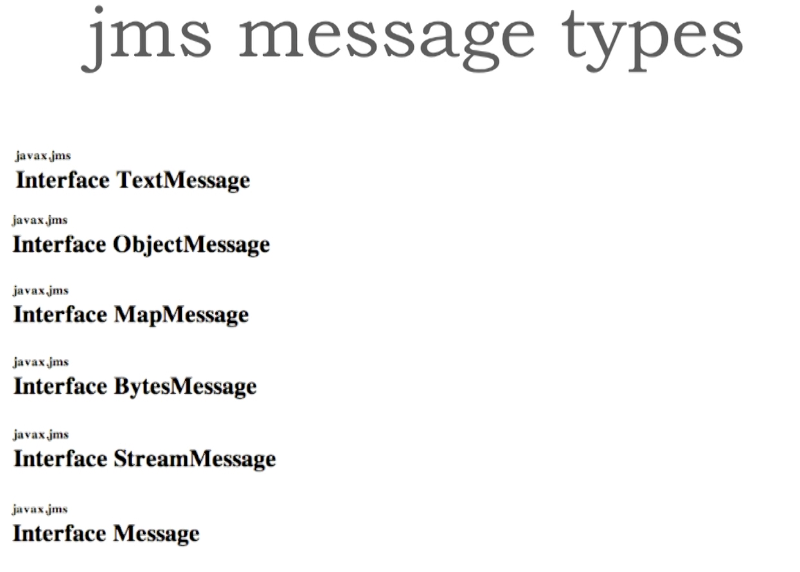 jms message types
javax.jms
Interface TextMessage
javax.jms
Interface ObjectMessage
javax.jms
Interface MapMessage
javax.jms
Interface BytesMessage
javax.jms
Interface StreamMessage
javax.jms
Interface Message